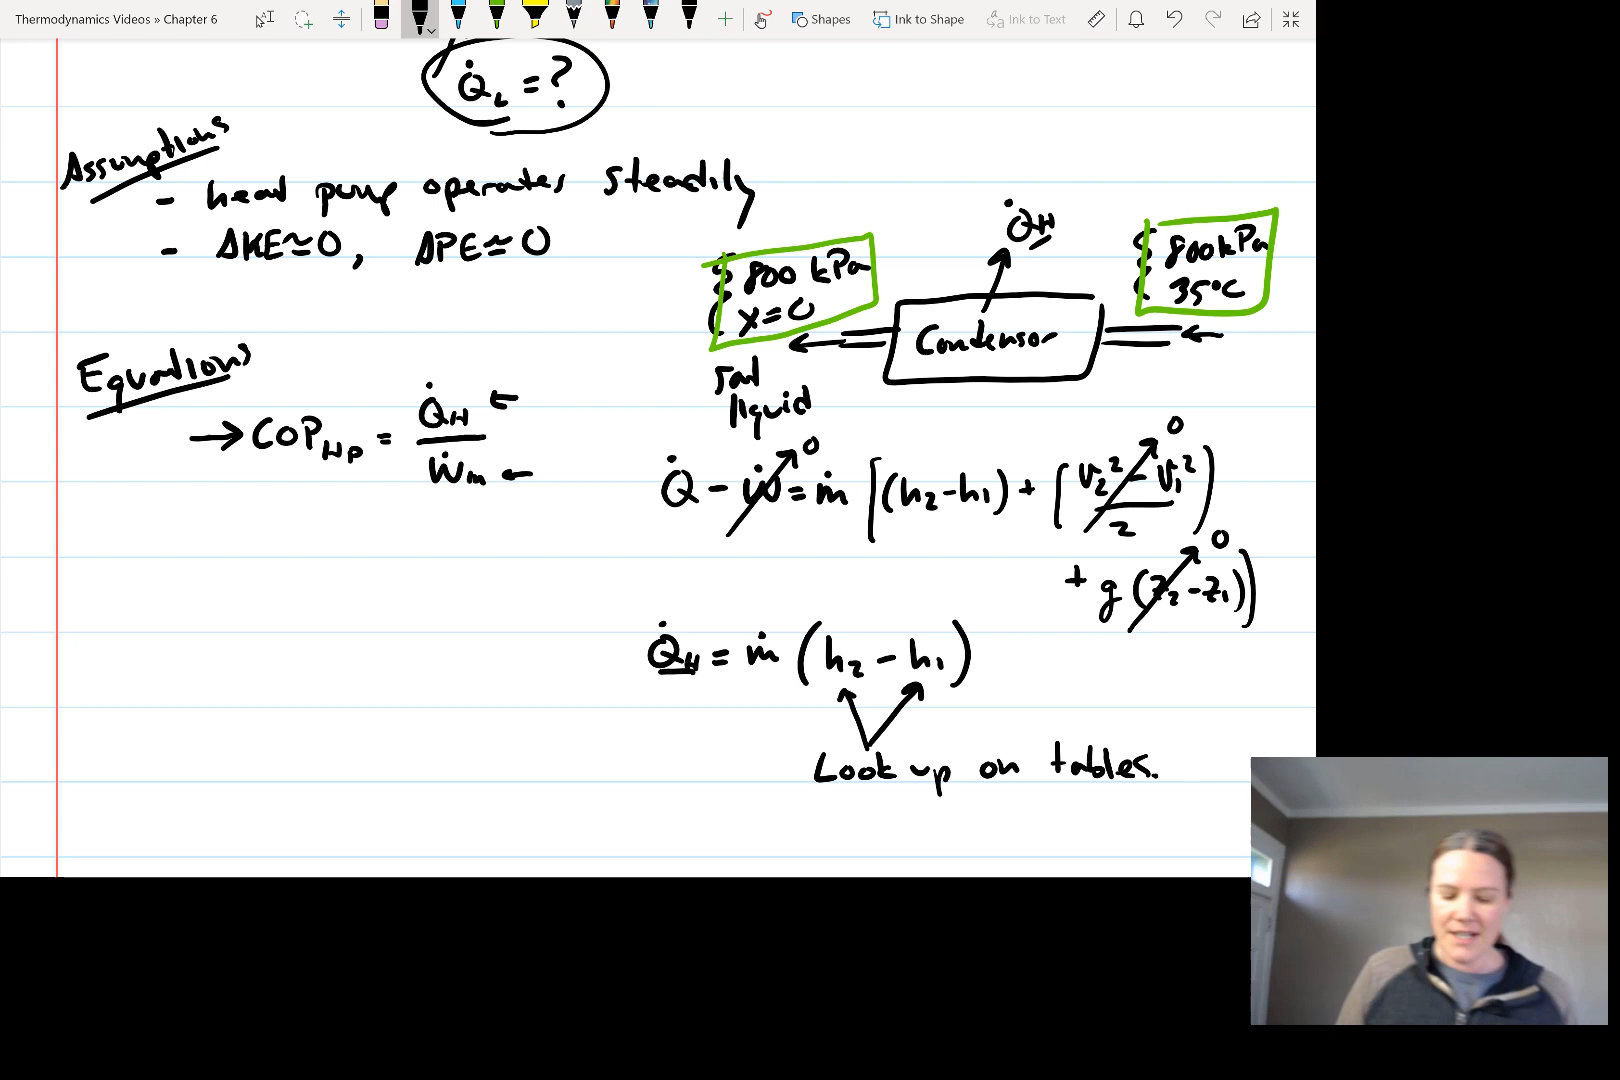 Thermodynamics Videos » Chapter 6
Shapes
Ink to Shape
Ink to Text
Q̇L = ?
Assumptions
- heat pump operates steadily
- ΔKE≃0, ΔPE≃0
Q̇H
800 kPa
35°C
800 kPa
x=0
Condensor
sat
liquid
Equations
→ COPHP = Q̇H / Ẇin
Q̇ - Ẇ = ṁ [(h2-h1) + (V2² - V1² / 2)
0
0
+ g (z2-z1)]
0
Q̇H = ṁ (h2 - h1)
Look up on tables.